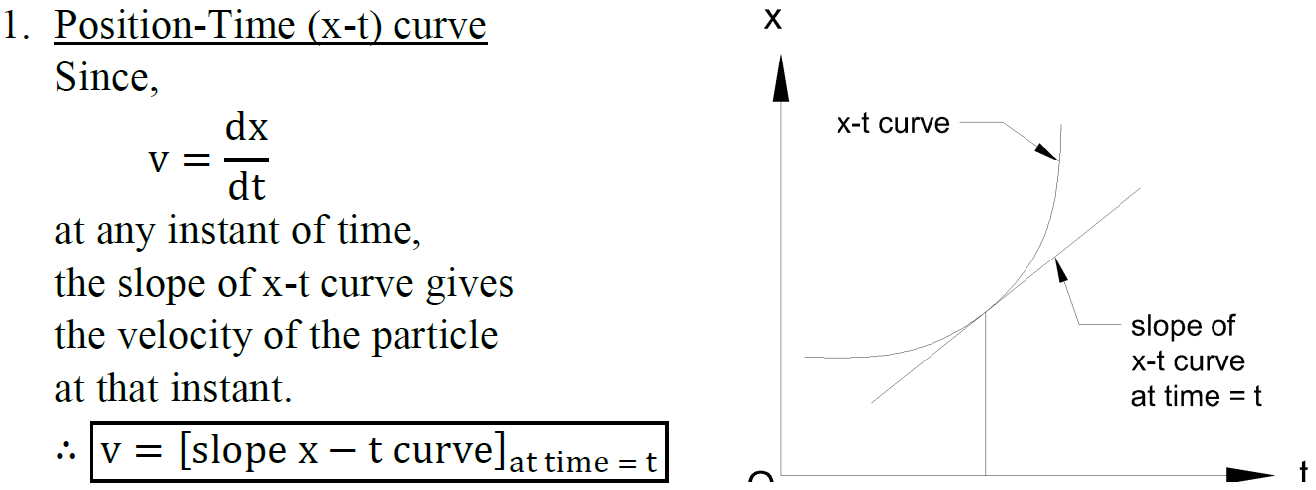 1. Position-Time (x-t) curve
Since,
v = dx/dt
at any instant of time,
the slope of x-t curve gives
the velocity of the particle
at that instant.
∴ v = [slope x − t curve]at time = t
x
x-t curve
slope of
x-t curve
at time = t
O
t